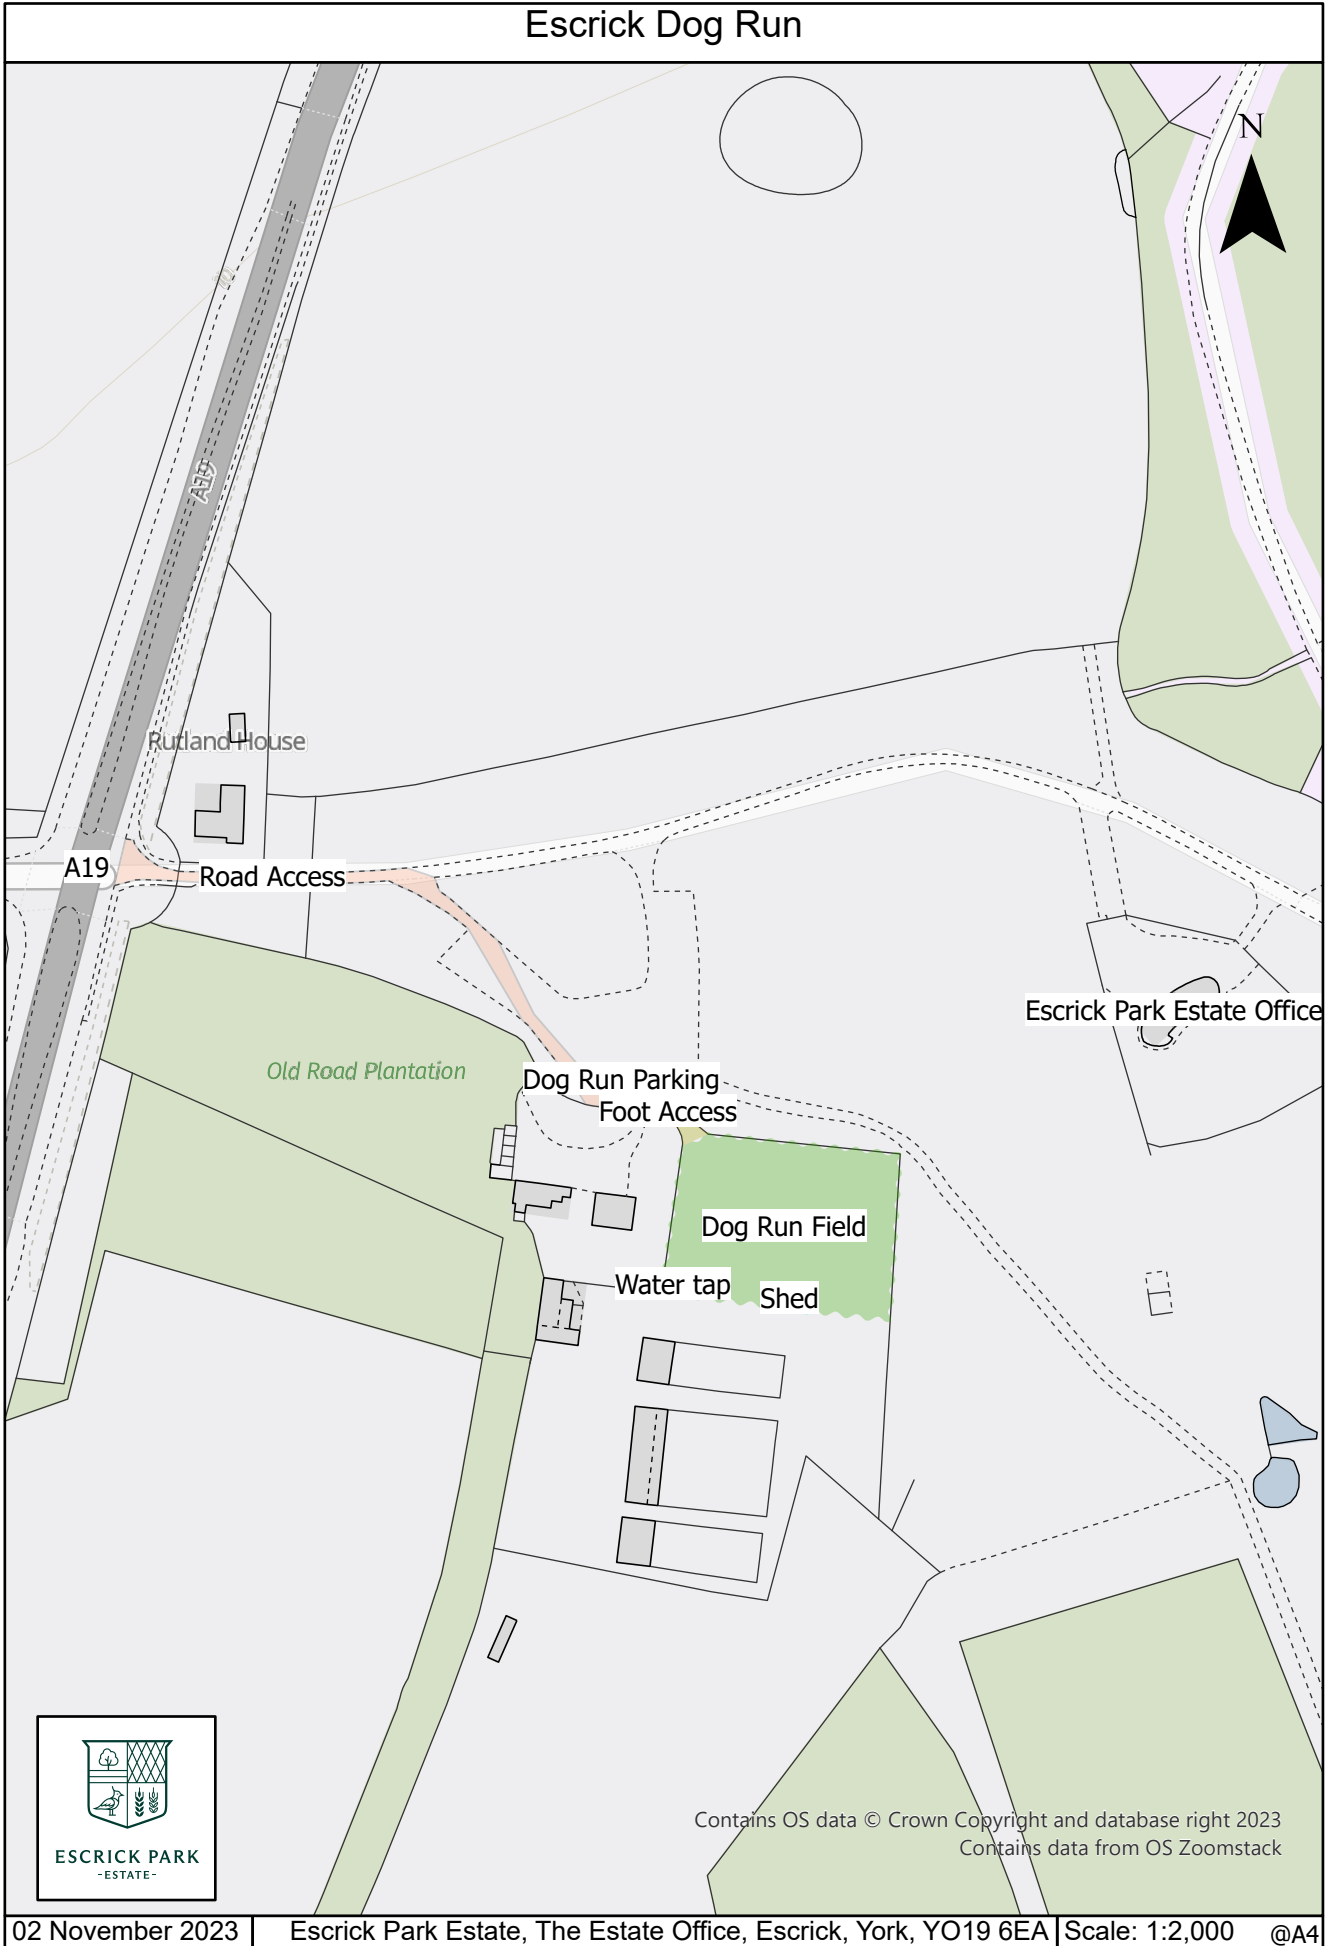 Escrick Dog Run
N
10
A19
Rutland House
A19
Road Access
Escrick Park Estate Office
Old Road Plantation
Dog Run Parking
Foot Access
Dog Run Field
Water tap
Shed
Contains OS data © Crown Copyright and database right 2023
Contains data from OS Zoomstack
ESCRICK PARK
-ESTATE-
02 November 2023
Escrick Park Estate, The Estate Office, Escrick, York, YO19 6EA
Scale: 1:2,000
@A4